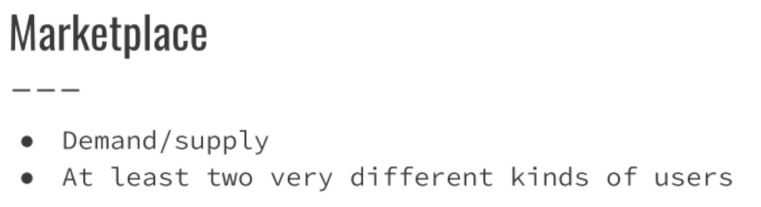 Marketplace
---
● Demand/supply
● At least two very different kinds of users